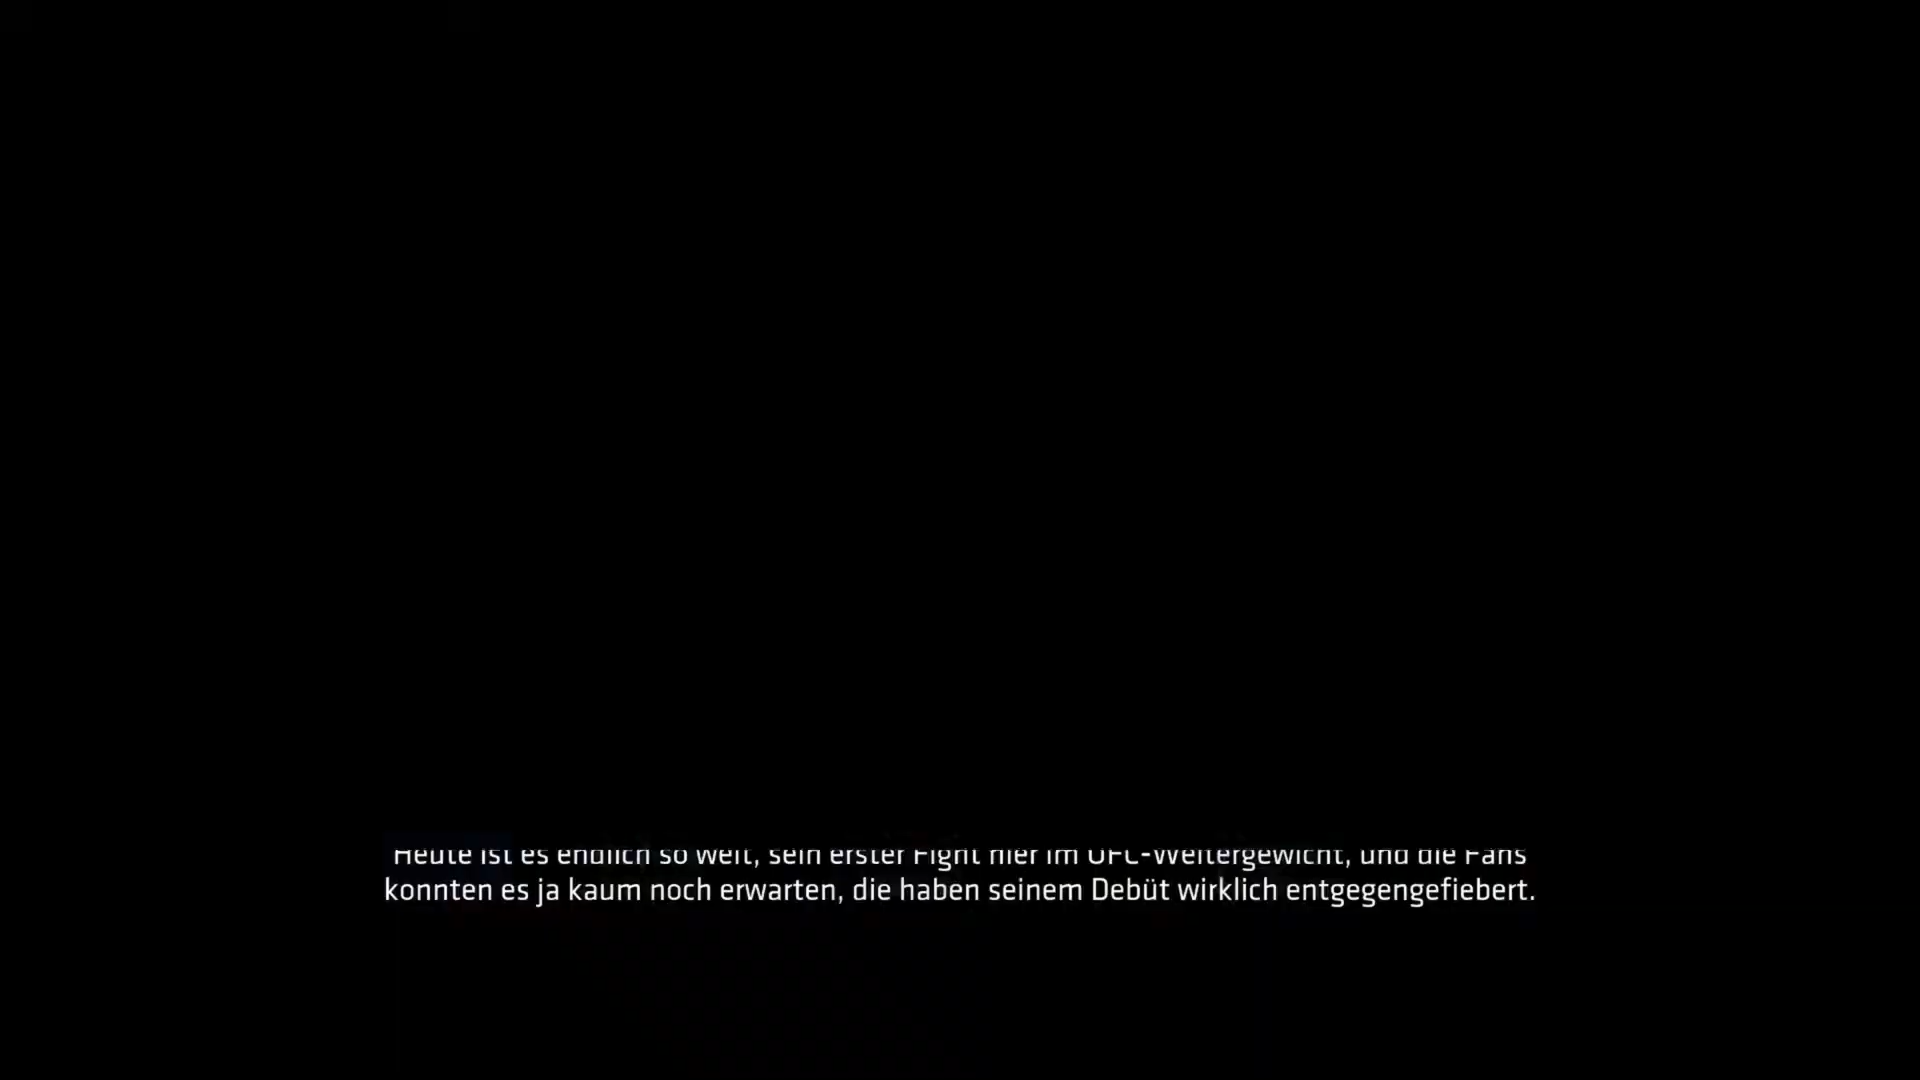 Heute ist es endlich so weit, sein erster Fight hier im UFC-Weltergewicht, und die Fans
konnten es ja kaum noch erwarten, die haben seinem Debüt wirklich entgegengefiebert.